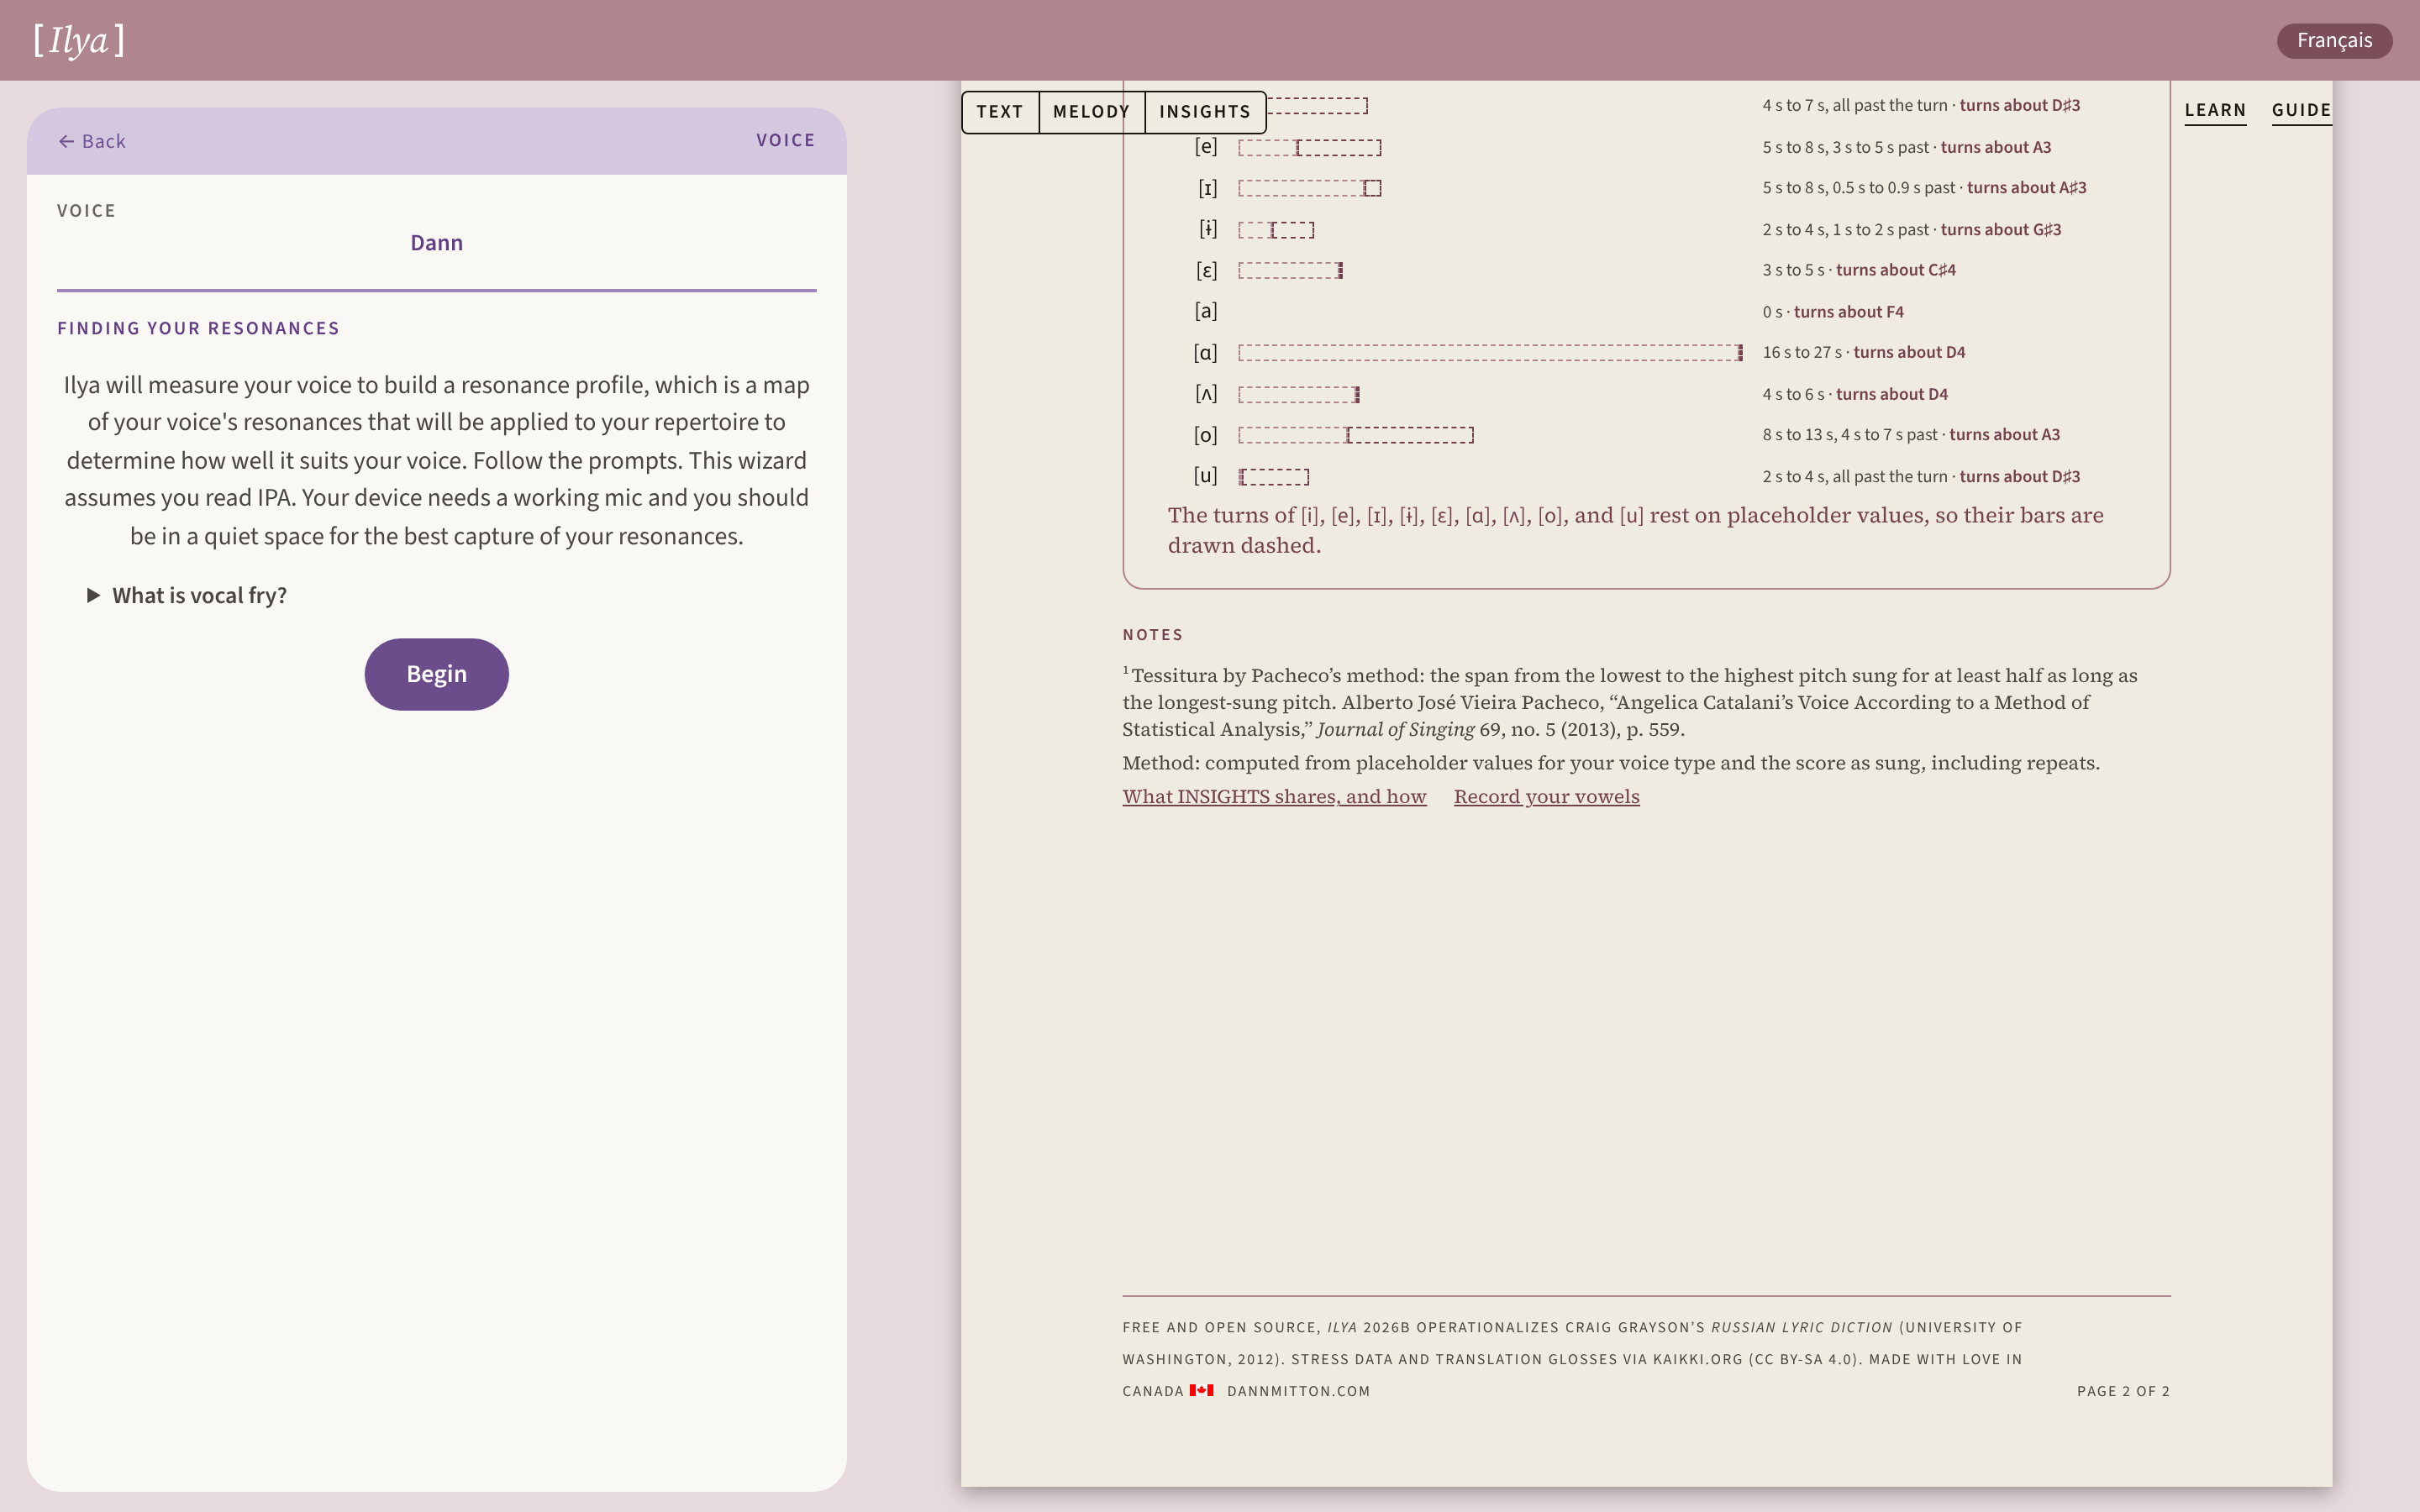 [ Ilya ]
Français
← Back
VOICE
VOICE
Dann
FINDING YOUR RESONANCES
Ilya will measure your voice to build a resonance profile, which is a map
of your voice's resonances that will be applied to your repertoire to
determine how well it suits your voice. Follow the prompts. This wizard
assumes you read IPA. Your device needs a working mic and you should
be in a quiet space for the best capture of your resonances.
▶ What is vocal fry?
Begin
TEXT MELODY INSIGHTS
LEARN GUIDE
4 s to 7 s, all past the turn · turns about D♯3
[e] 5 s to 8 s, 3 s to 5 s past · turns about A3
[ɪ] 5 s to 8 s, 0.5 s to 0.9 s past · turns about A♯3
[ɨ] 2 s to 4 s, 1 s to 2 s past · turns about G♯3
[ɛ] 3 s to 5 s · turns about C♯4
[a] 0 s · turns about F4
[ɑ] 16 s to 27 s · turns about D4
[ʌ] 4 s to 6 s · turns about D4
[o] 8 s to 13 s, 4 s to 7 s past · turns about A3
[u] 2 s to 4 s, all past the turn · turns about D♯3
The turns of [i], [e], [ɪ], [ɨ], [ɛ], [ɑ], [ʌ], [o], and [u] rest on placeholder values, so their bars are
drawn dashed.
NOTES
¹ Tessitura by Pacheco’s method: the span from the lowest to the highest pitch sung for at least half as long as
the longest-sung pitch. Alberto José Vieira Pacheco, “Angelica Catalani’s Voice According to a Method of
Statistical Analysis,” Journal of Singing 69, no. 5 (2013), p. 559.
Method: computed from placeholder values for your voice type and the score as sung, including repeats.
What INSIGHTS shares, and how Record your vowels
FREE AND OPEN SOURCE, ILYA 2026B OPERATIONALIZES CRAIG GRAYSON’S RUSSIAN LYRIC DICTION (UNIVERSITY OF
WASHINGTON, 2012). STRESS DATA AND TRANSLATION GLOSSES VIA KAIKKI.ORG (CC BY-SA 4.0). MADE WITH LOVE IN
CANADA 🇨🇦 DANNMITTON.COM
PAGE 2 OF 2